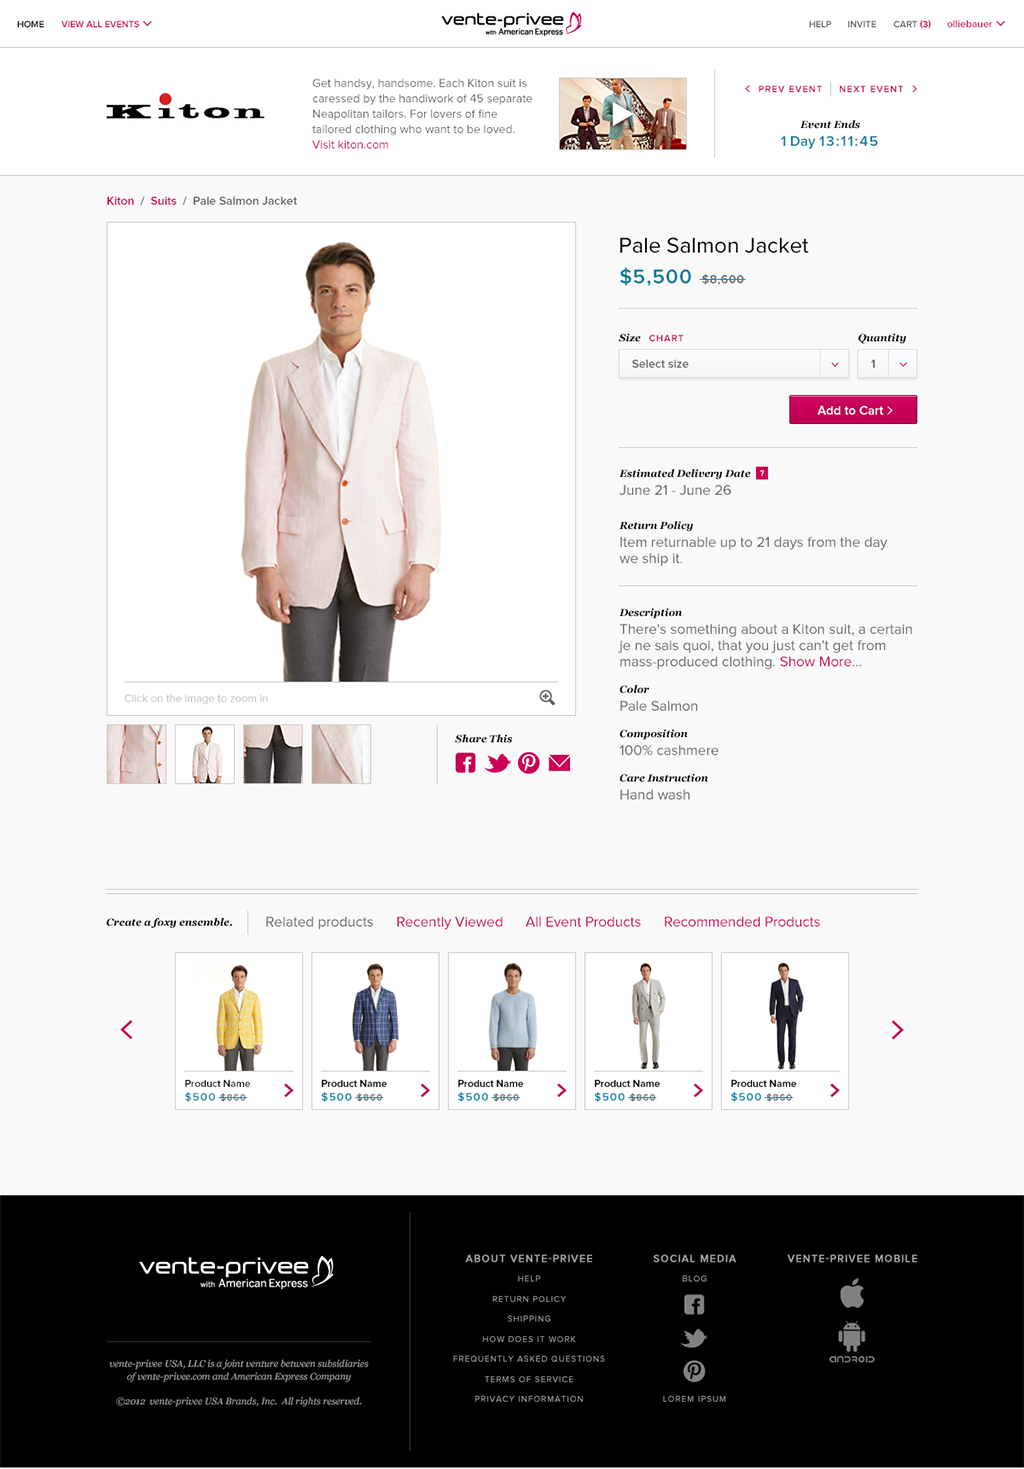 HOME
VIEW ALL EVENTS
vente-privee
with American Express
HELP
INVITE
CART (3)
olliebauer
Kiton
Get handsy, handsome. Each Kiton suit is
caressed by the handiwork of 45 separate
Neapolitan tailors. For lovers of fine
tailored clothing who want to be loved.
Visit kiton.com
< PREV EVENT
NEXT EVENT >
Event Ends
1 Day 13:11:45
Kiton / Suits / Pale Salmon Jacket
Pale Salmon Jacket
$5,500 $8,600
Size CHART
Quantity
Select size
1
Add to Cart >
Estimated Delivery Date ?
June 21 - June 26
Return Policy
Item returnable up to 21 days from the day
we ship it.
Description
There's something about a Kiton suit, a certain
je ne sais quoi, that you just can't get from
mass-produced clothing. Show More...
Color
Pale Salmon
Composition
100% cashmere
Care Instruction
Hand wash
Click on the image to zoom in
Share This
Create a foxy ensemble.
Related products
Recently Viewed
All Event Products
Recommended Products
Product Name
$500 $860
Product Name
$500 $860
Product Name
$500 $860
Product Name
$500 $860
Product Name
$500 $860
vente-privee
with American Express
vente-privee USA, LLC is a joint venture between subsidiaries
of vente-privee.com and American Express Company
©2012 vente-privee USA Brands, Inc. All rights reserved.
ABOUT VENTE-PRIVEE
HELP
RETURN POLICY
SHIPPING
HOW DOES IT WORK
FREQUENTLY ASKED QUESTIONS
TERMS OF SERVICE
PRIVACY INFORMATION
SOCIAL MEDIA
BLOG
LOREM IPSUM
VENTE-PRIVEE MOBILE
ANDROID